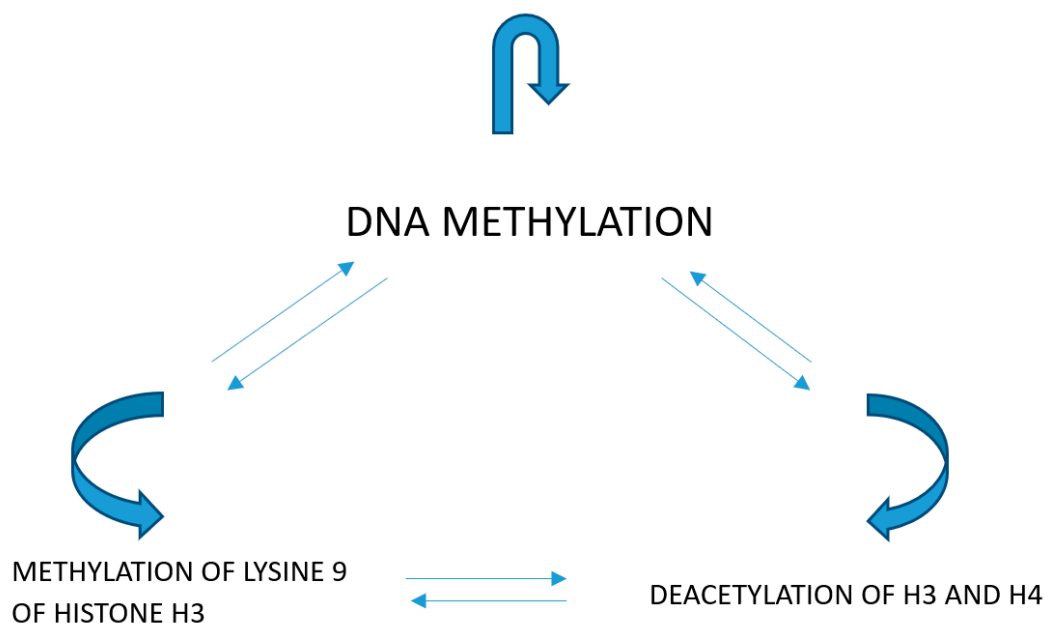 DNA METHYLATION
METHYLATION OF LYSINE 9
OF HISTONE H3
DEACETYLATION OF H3 AND H4